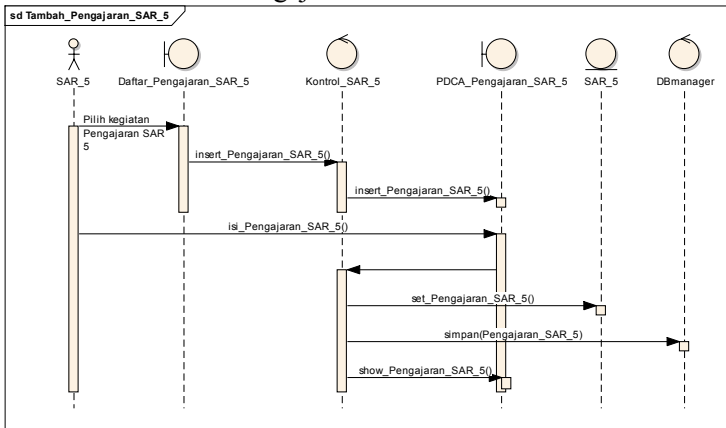 sd Tambah_Pengajaran_SAR_5
SAR_5
Daftar_Pengajaran_SAR_5
Kontrol_SAR_5
PDCA_Pengajaran_SAR_5
SAR_5
DBmanager
Pilih kegiatan
Pengajaran SAR
5
insert_Pengajaran_SAR_5()
insert_Pengajaran_SAR_5()
isi_Pengajaran_SAR_5()
set_Pengajaran_SAR_5()
simpan(Pengajaran_SAR_5)
show_Pengajaran_SAR_5()